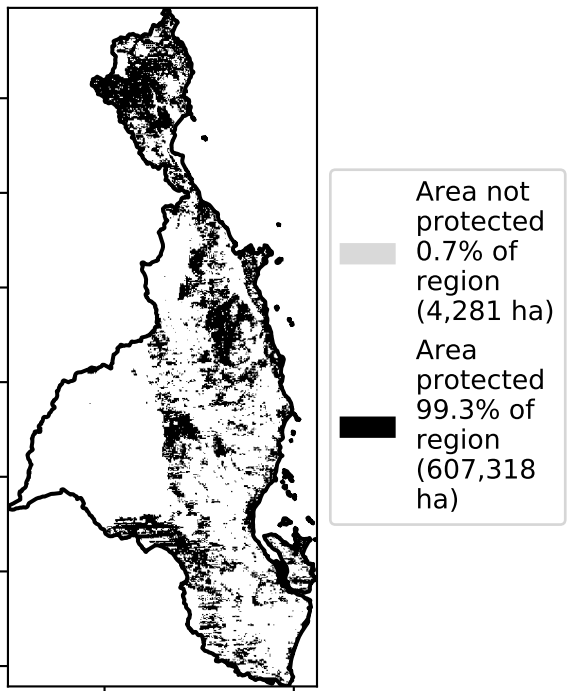 Area not
protected
0.7% of
region
(4,281 ha)
Area
protected
99.3% of
region
(607,318
ha)